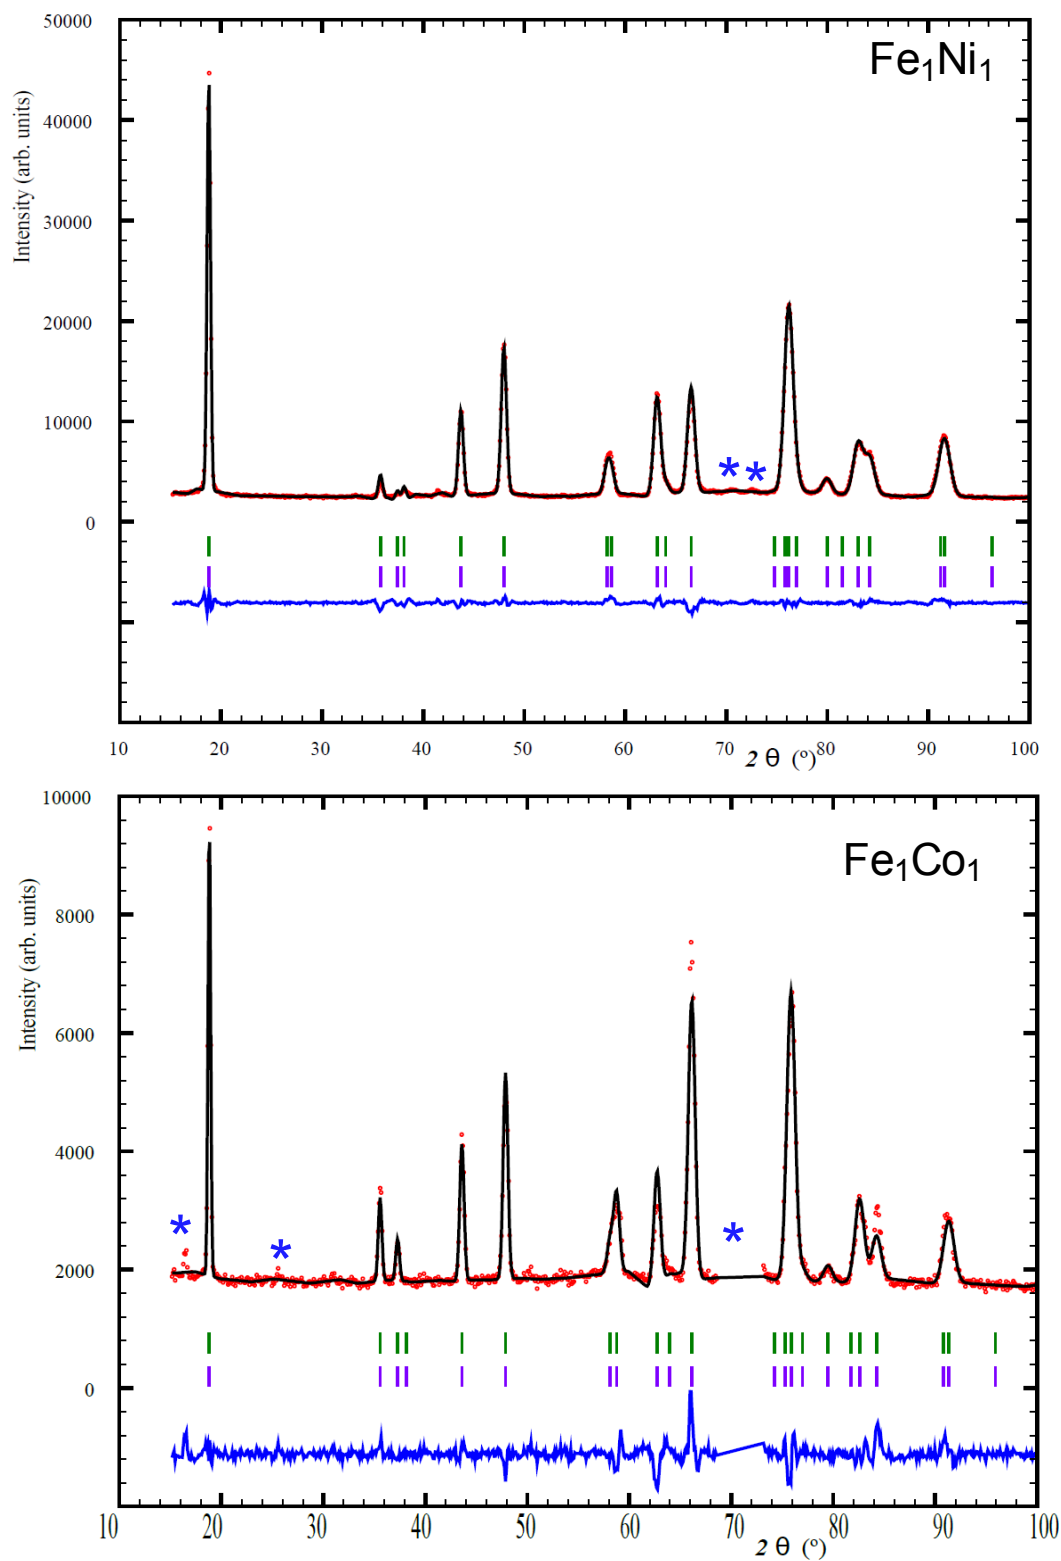 50000
Fe₁Ni₁
40000
Intensity (arb. units)
30000
20000
10000
* *
0
10 20 30 40 50 60 70 80 90 100
2 θ (º)
10000
Fe₁Co₁
8000
Intensity (arb. units)
6000
4000
* * *
2000
0
10 20 30 40 50 60 70 80 90 100
2 θ (º)